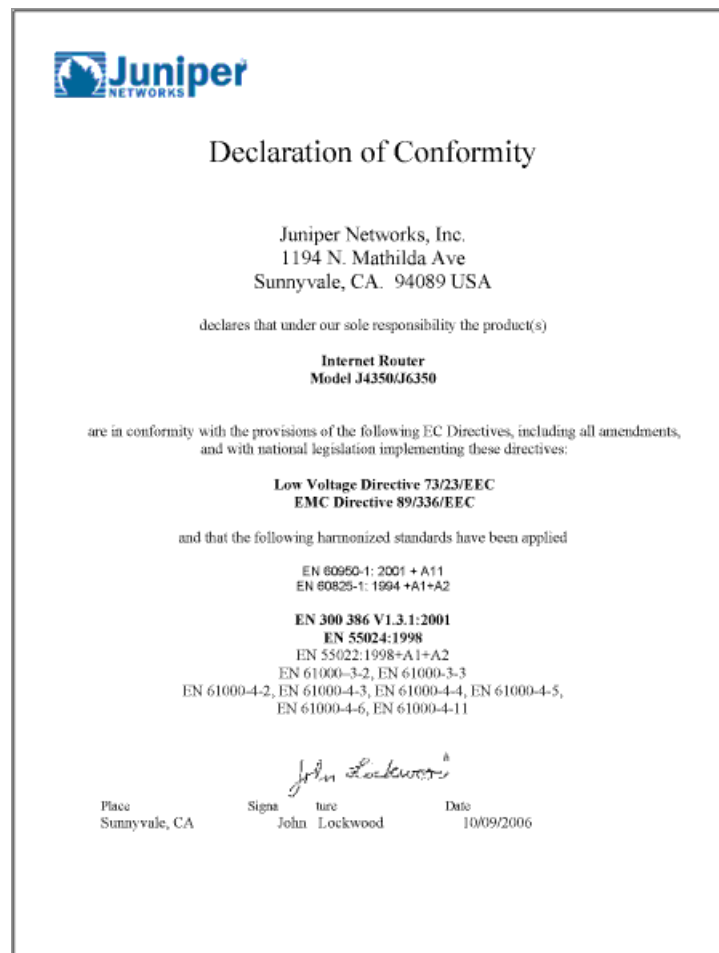 Juniper
NETWORKS
Declaration of Conformity
Juniper Networks, Inc.
1194 N. Mathilda Ave
Sunnyvale, CA. 94089 USA
declares that under our sole responsibility the product(s)
Internet Router
Model J4350/J6350
are in conformity with the provisions of the following EC Directives, including all amendments,
and with national legislation implementing these directives:
Low Voltage Directive 73/23/EEC
EMC Directive 89/336/EEC
and that the following harmonized standards have been applied
EN 60950-1: 2001 + A11
EN 60825-1: 1994 +A1+A2
EN 300 386 V1.3.1:2001
EN 55024:1998
EN 55022:1998+A1+A2
EN 61000–3-2, EN 61000-3-3
EN 61000-4-2, EN 61000-4-3, EN 61000-4-4, EN 61000-4-5,
EN 61000-4-6, EN 61000-4-11
John Lockwood
Place Signa ture Date
Sunnyvale, CA John Lockwood 10/09/2006